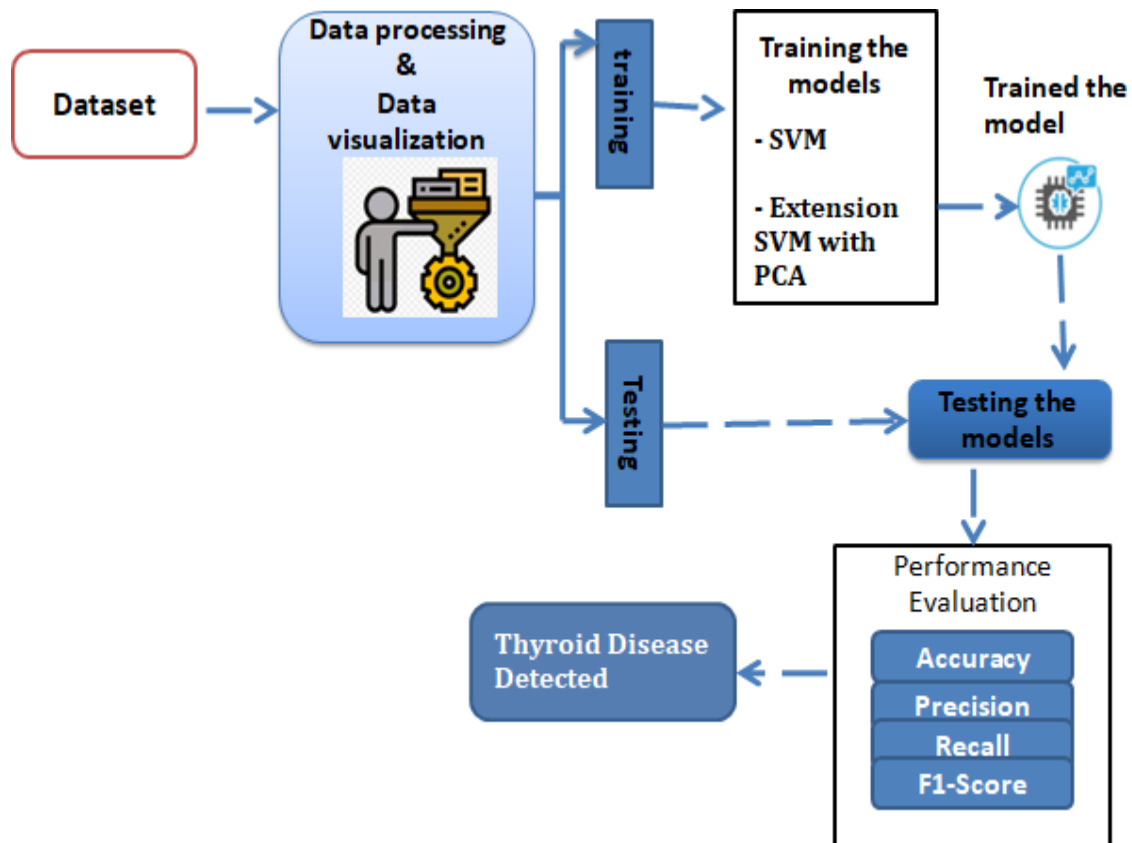 Dataset
Data processing
&
Data
visualization
training
Training the
models
- SVM
- Extension
SVM with
PCA
Trained the
model
Testing
Testing the
models
Performance
Evaluation
Accuracy
Precision
Recall
F1-Score
Thyroid Disease
Detected